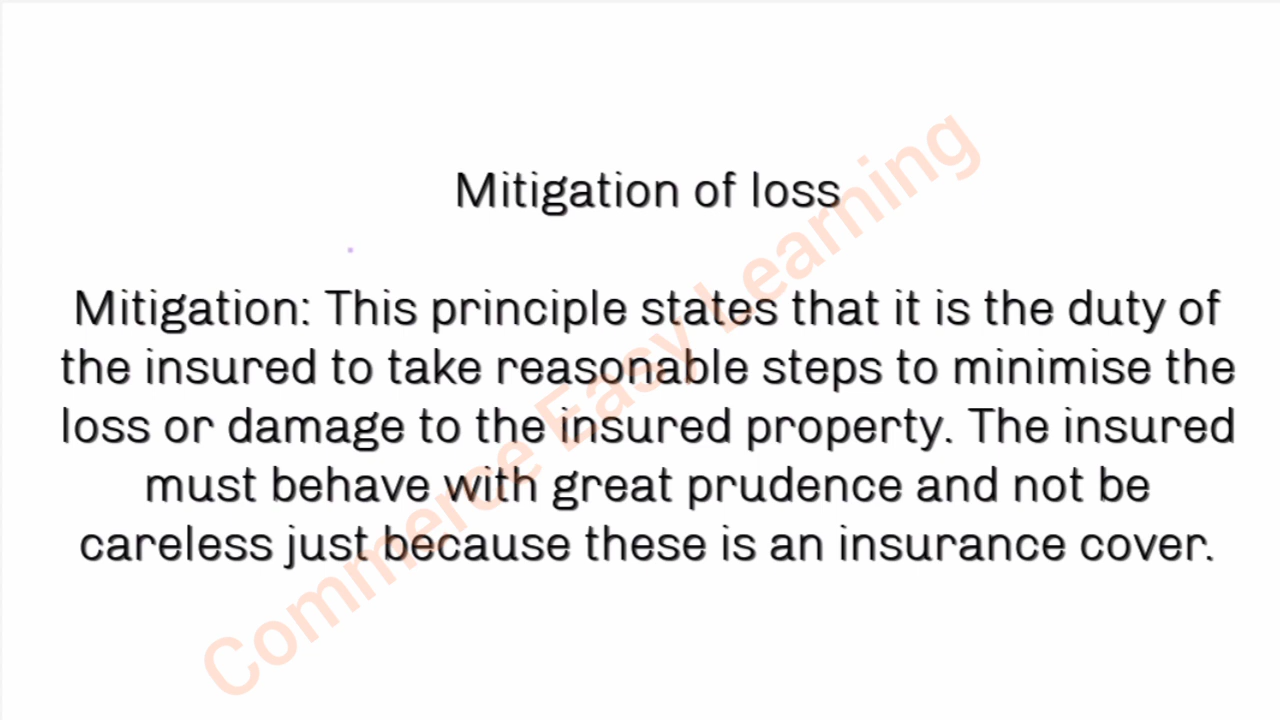 Mitigation of loss
Mitigation: This principle states that it is the duty of
the insured to take reasonable steps to minimise the
loss or damage to the insured property. The insured
must behave with great prudence and not be
careless just because these is an insurance cover.
Commerce Easy Learning